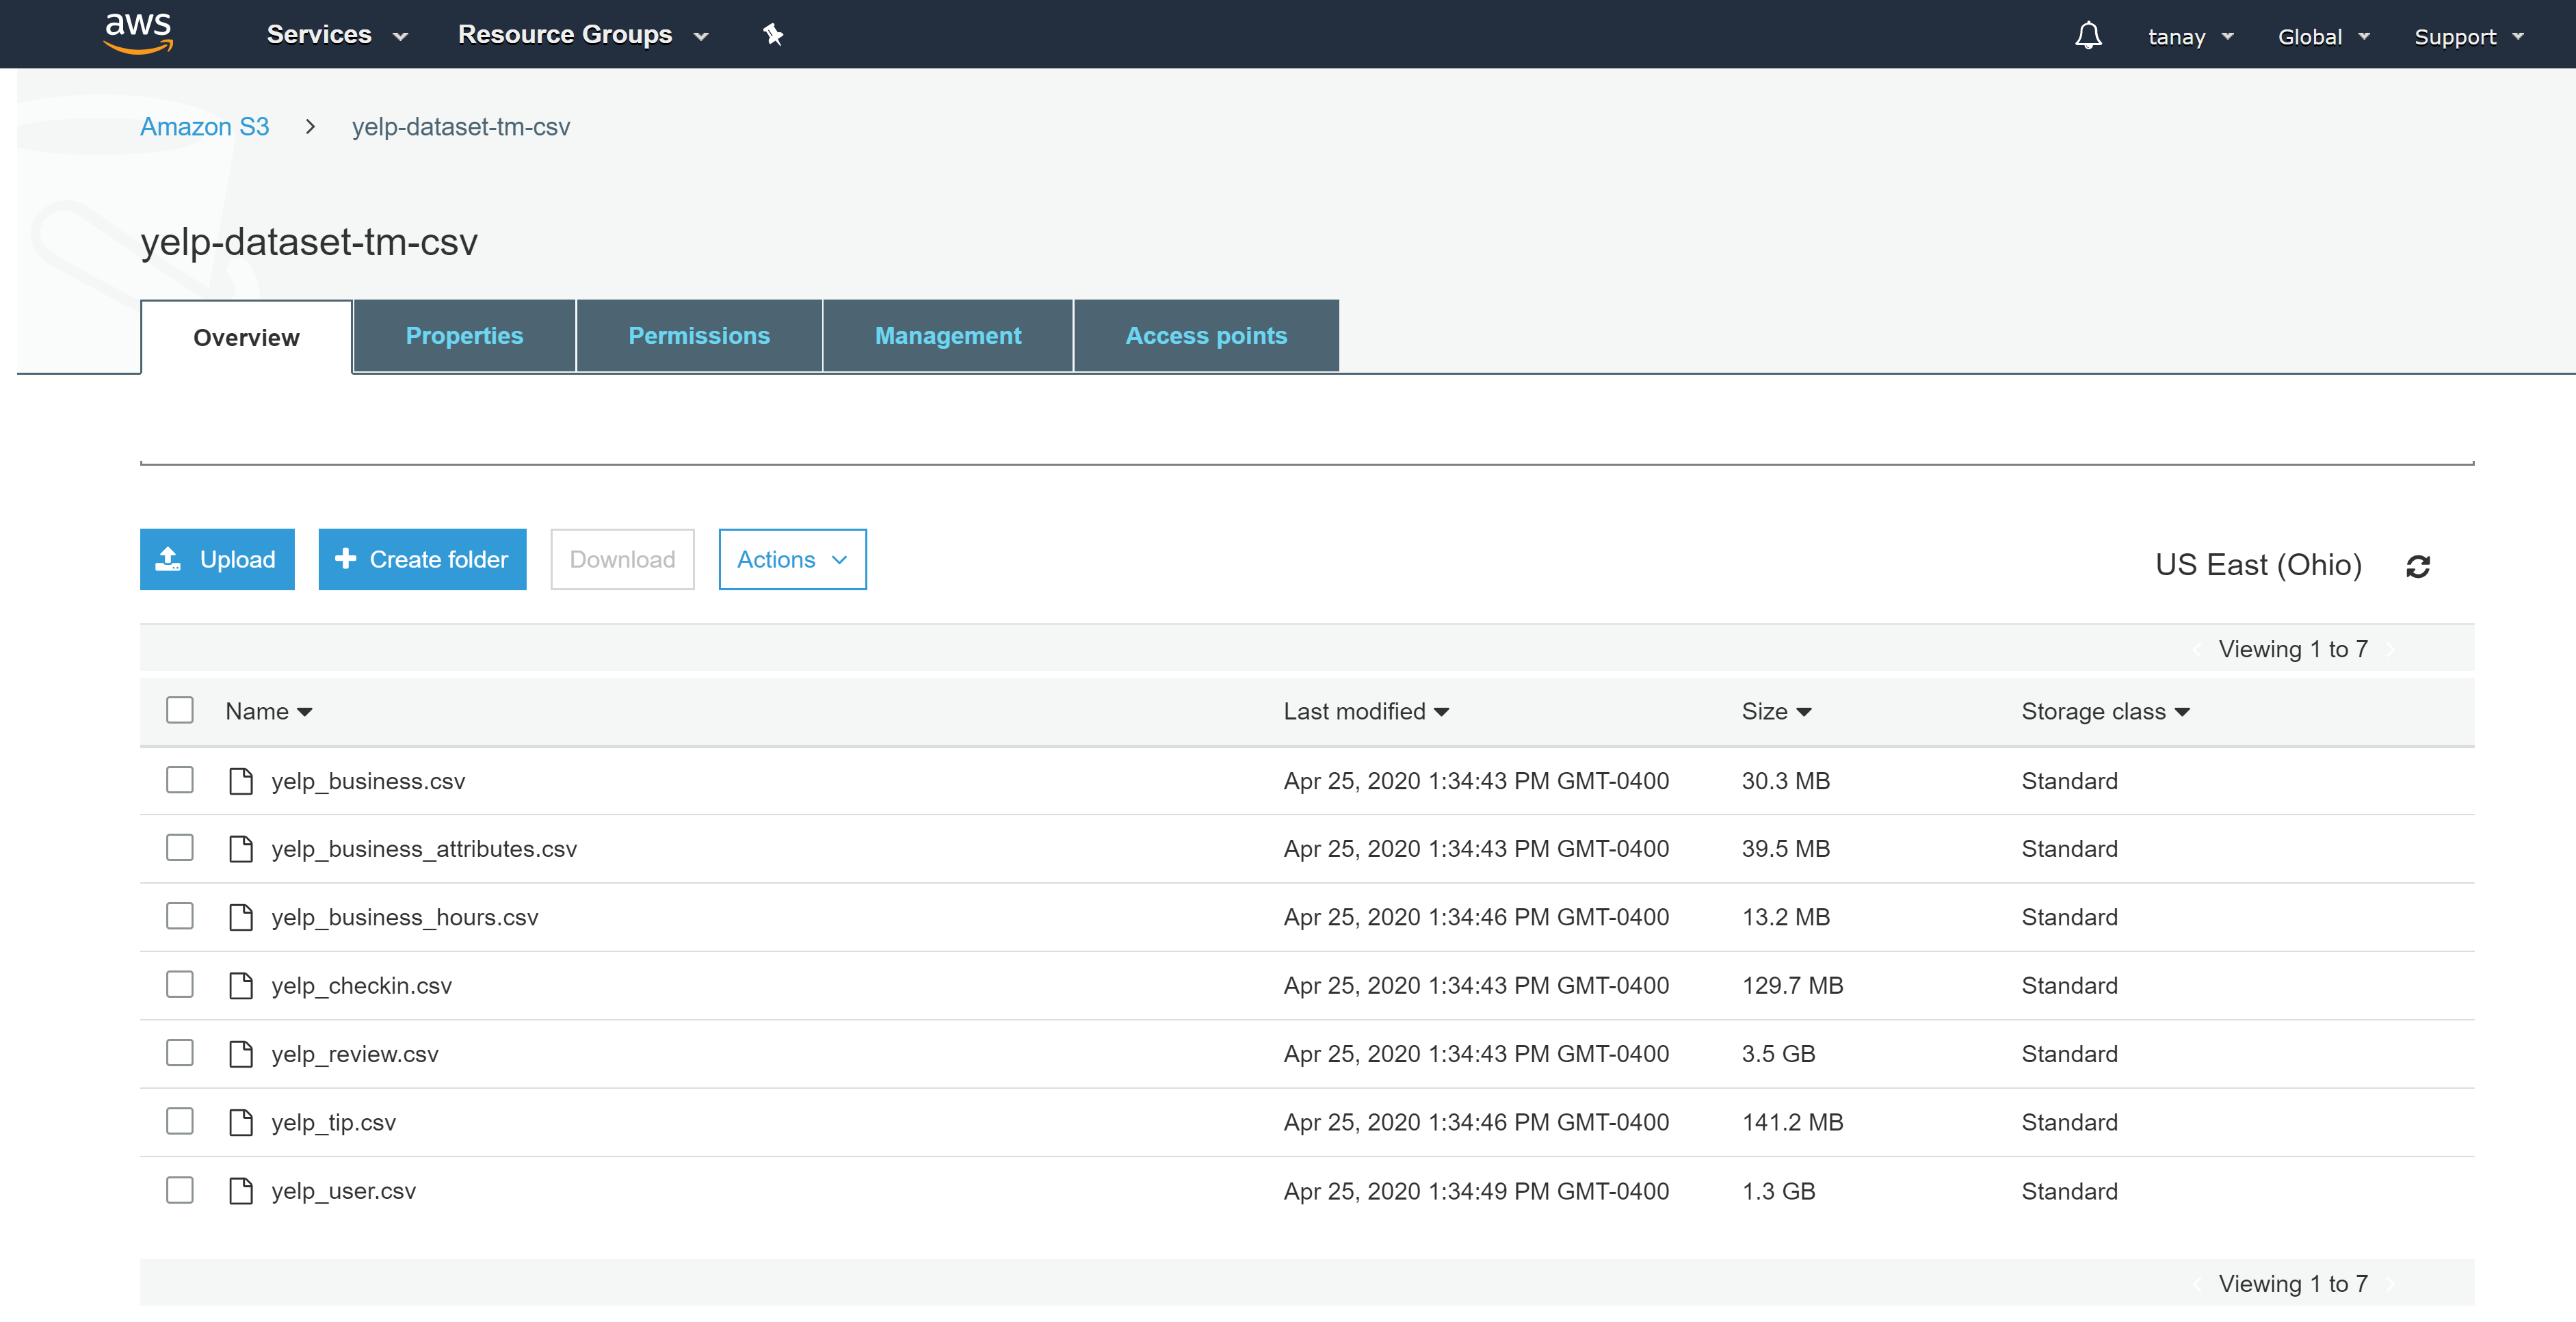 aws Services Resource Groups tanay Global Support
Amazon S3 > yelp-dataset-tm-csv
yelp-dataset-tm-csv
Overview Properties Permissions Management Access points
Upload Create folder Download Actions US East (Ohio)
Viewing 1 to 7
Name Last modified Size Storage class
yelp_business.csv Apr 25, 2020 1:34:43 PM GMT-0400 30.3 MB Standard
yelp_business_attributes.csv Apr 25, 2020 1:34:43 PM GMT-0400 39.5 MB Standard
yelp_business_hours.csv Apr 25, 2020 1:34:46 PM GMT-0400 13.2 MB Standard
yelp_checkin.csv Apr 25, 2020 1:34:43 PM GMT-0400 129.7 MB Standard
yelp_review.csv Apr 25, 2020 1:34:43 PM GMT-0400 3.5 GB Standard
yelp_tip.csv Apr 25, 2020 1:34:46 PM GMT-0400 141.2 MB Standard
yelp_user.csv Apr 25, 2020 1:34:49 PM GMT-0400 1.3 GB Standard
Viewing 1 to 7